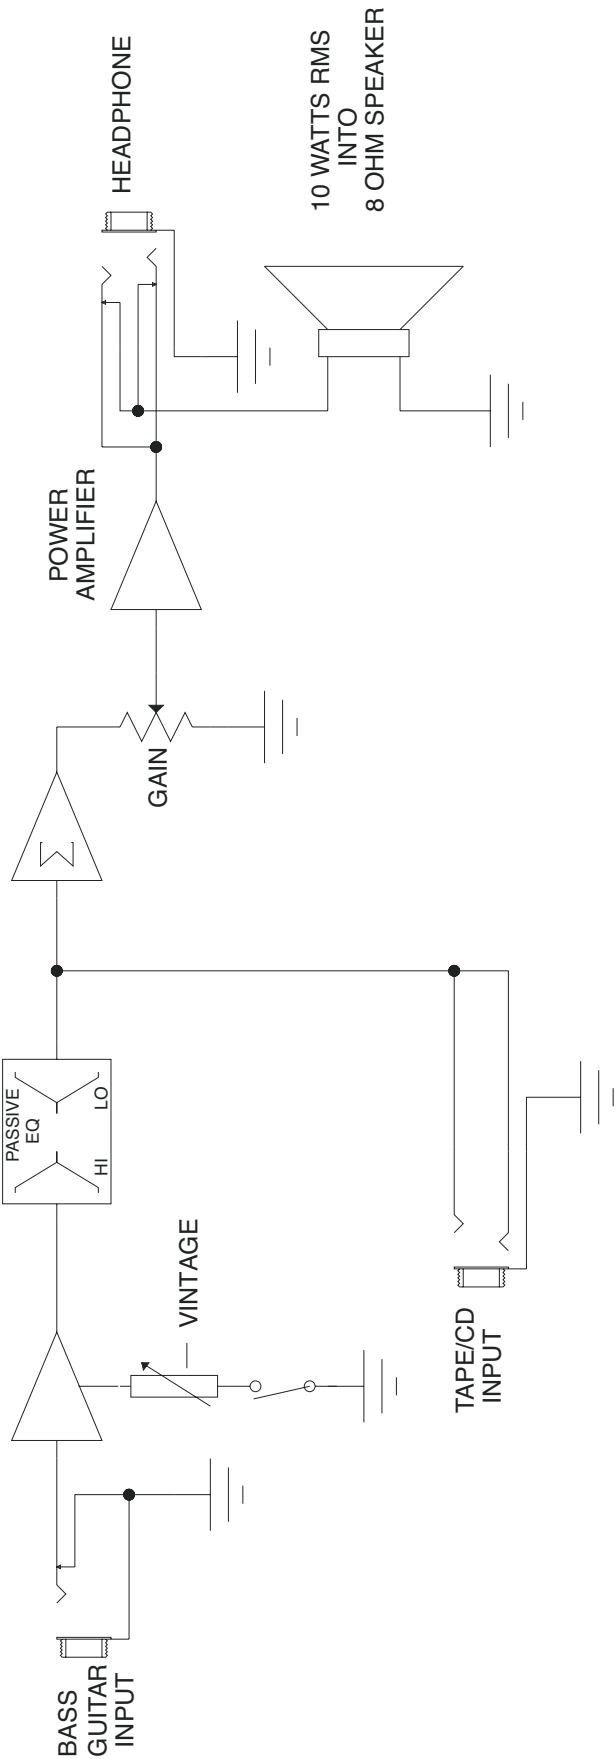 BASS
GUITAR
INPUT
VINTAGE
PASSIVE
EQ
HI
LO
TAPE/CD
INPUT
Σ
GAIN
POWER
AMPLIFIER
HEADPHONE
10 WATTS RMS
INTO
8 OHM SPEAKER